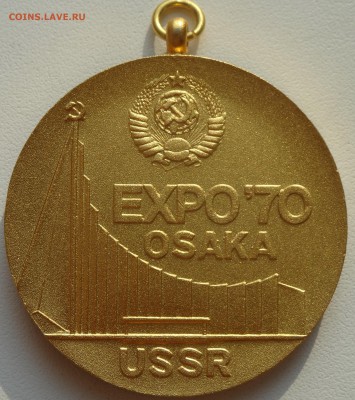 COINS.LAVE.RU
EXPO'70
OSAKA
USSR